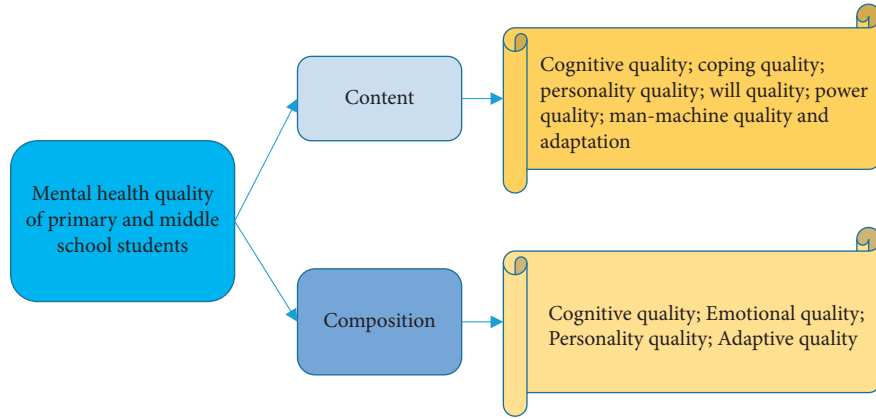 Mental health quality
of primary and middle
school students
Content
Cognitive quality; coping quality;
personality quality; will quality; power
quality; man-machine quality and
adaptation
Composition
Cognitive quality; Emotional quality;
Personality quality; Adaptive quality